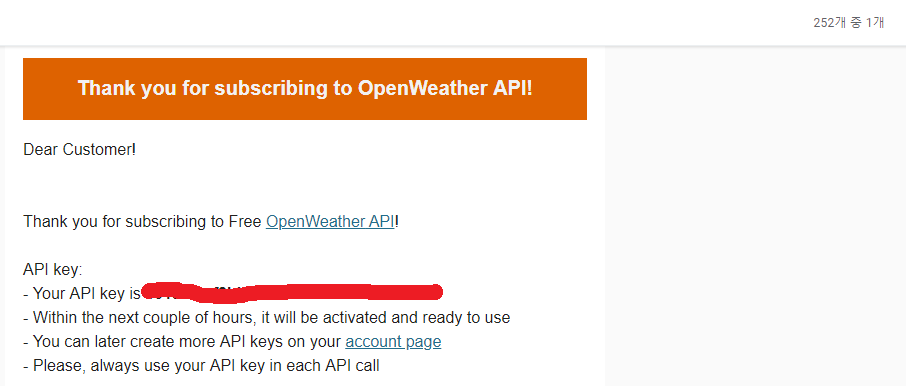 252개 중 1개
Thank you for subscribing to OpenWeather API!
Dear Customer!
Thank you for subscribing to Free OpenWeather API!
API key:
- Your API key is
- Within the next couple of hours, it will be activated and ready to use
- You can later create more API keys on your account page
- Please, always use your API key in each API call